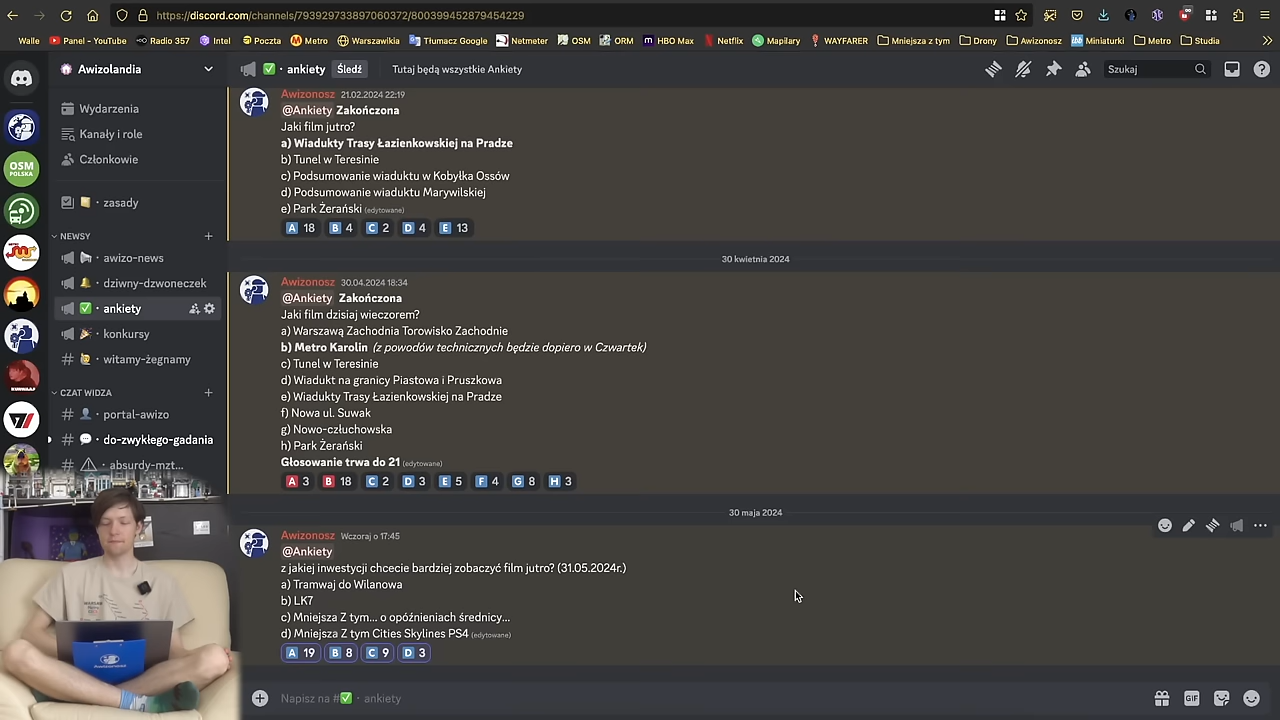 https://discord.com/channels/793929733897060372/800399452879454229
Walle
Panel - YouTube
Radio 357
Intel
Poczta
Metro
Warszawikia
Tłumacz Google
Netmeter
OSM
ORM
HBO Max
Netflix
Mapilary
WAYFARER
Mniejsza z tym
Drony
Awizonosz
Miniaturki
Metro
Studia
Awizolandia
ankiety
Śledź
Tutaj będą wszystkie Ankiety
Szukaj
OSM
POLSKA
Wydarzenia
Kanały i role
Członkowie
zasady
NEWSY
awizo-news
dziwny-dzwoneczek
ankiety
konkursy
witamy-żegnamy
CZAT WIDZA
portal-awizo
do-zwykłego-gadania
absurdy-mzt...
Awizonosz 21.02.2024 22:19
@Ankiety Zakończona
Jaki film jutro?
a) Wiadukty Trasy Łazienkowskiej na Pradze
b) Tunel w Teresinie
c) Podsumowanie wiaduktu w Kobyłka Ossów
d) Podsumowanie wiaduktu Marywilskiej
e) Park Żerański (edytowane)
A 18 B 4 C 2 D 4 E 13
30 kwietnia 2024
Awizonosz 30.04.2024 18:34
@Ankiety Zakończona
Jaki film dzisiaj wieczorem?
a) Warszawą Zachodnia Torowisko Zachodnie
b) Metro Karolin (z powodów technicznych będzie dopiero w Czwartek)
c) Tunel w Teresinie
d) Wiadukt na granicy Piastowa i Pruszkowa
e) Wiadukty Trasy Łazienkowskiej na Pradze
f) Nowa ul. Suwak
g) Nowo-człuchowska
h) Park Żerański
Głosowanie trwa do 21 (edytowane)
A 3 B 18 C 2 D 3 E 5 F 4 G 8 H 3
30 maja 2024
Awizonosz Wczoraj o 17:45
@Ankiety
z jakiej inwestycji chcecie bardziej zobaczyć film jutro? (31.05.2024r.)
a) Tramwaj do Wilanowa
b) LK7
c) Mniejsza Z tym... o opóźnieniach średnicy...
d) Mniejsza Z tym Cities Skylines PS4 (edytowane)
A 19 B 8 C 9 D 3
Napisz na #✅・ankiety
GIF